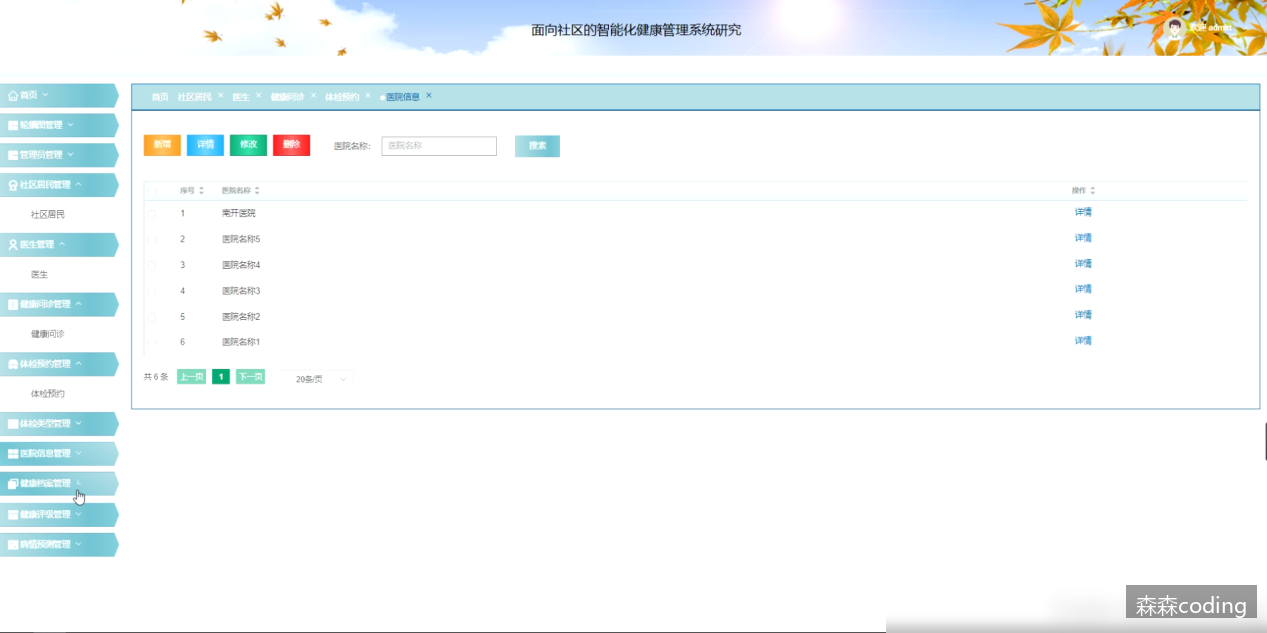 面向社区的智能化健康管理系统研究
欢迎 admin
首页
轮播图管理
管理员管理
社区居民管理
社区居民
医生管理
医生
健康问诊管理
健康问诊
体检预约管理
体检预约
体检类型管理
医院信息管理
健康档案管理
健康评级管理
病情预测管理
首页 社区居民 × 医生 × 健康问诊 × 体检预约 × 医院信息 ×
新增 详情 修改 删除 医院名称: 医院名称 搜索
序号 医院名称 操作
1 南开医院 详情
2 医院名称5 详情
3 医院名称4 详情
4 医院名称3 详情
5 医院名称2 详情
6 医院名称1 详情
共 6 条 上一页 1 下一页 20条/页
森森coding